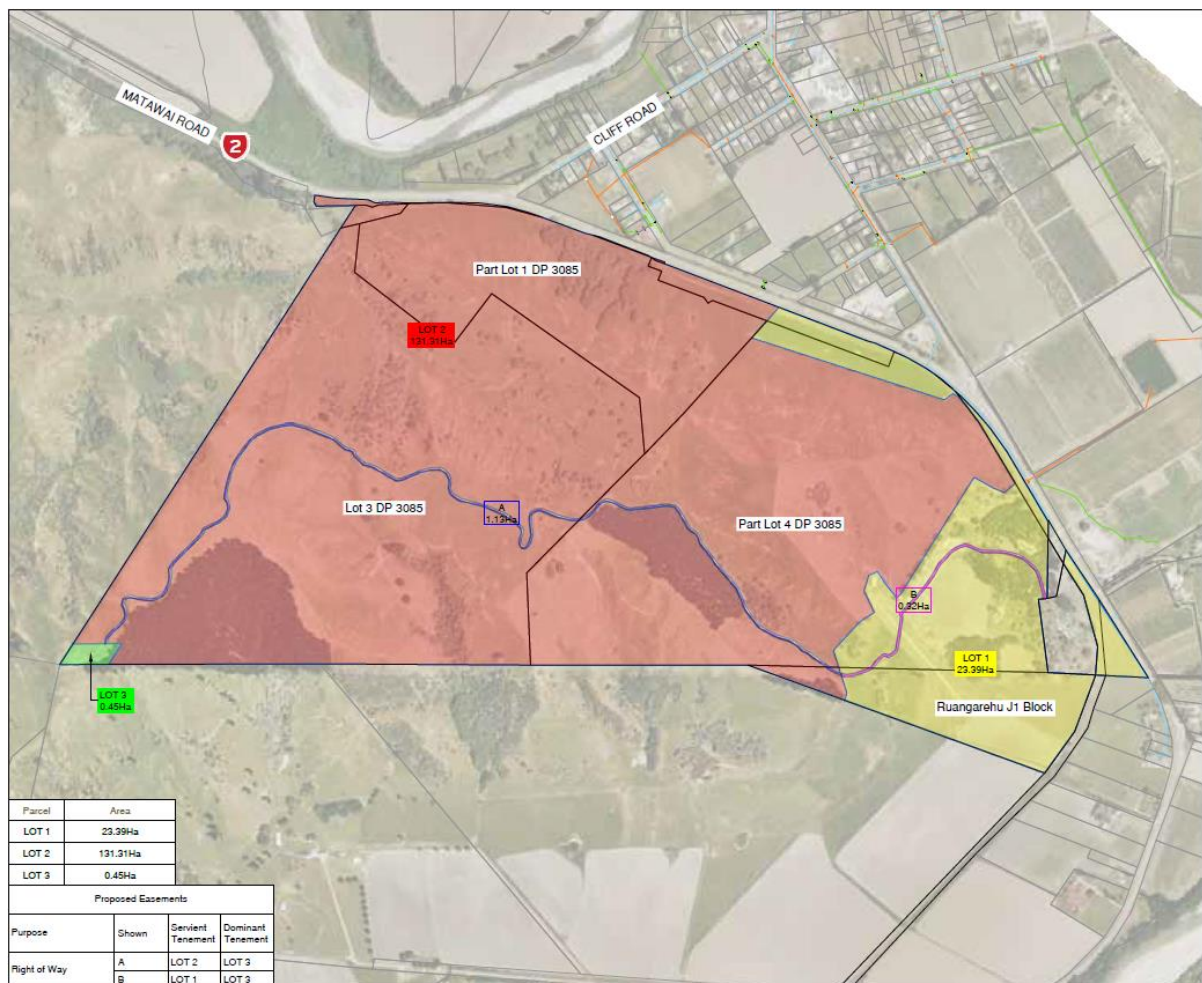 MATAWAI ROAD
2
CLIFF ROAD
Part Lot 1 DP 3085
LOT 2
131.31Ha
Lot 3 DP 3085
A
1.13Ha
Part Lot 4 DP 3085
B
0.32Ha
LOT 1
23.39Ha
LOT 3
0.45Ha
Ruangarehu J1 Block
Parcel Area
LOT 1 23.39Ha
LOT 2 131.31Ha
LOT 3 0.45Ha
Proposed Easements
Purpose Shown Servient Tenement Dominant Tenement
Right of Way A LOT 2 LOT 3
B LOT 1 LOT 3